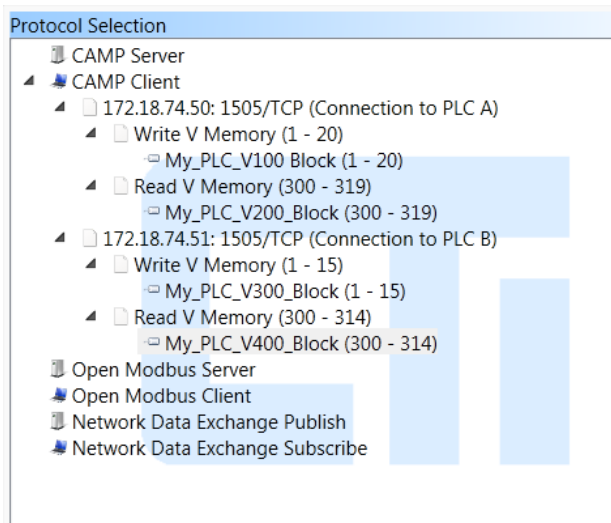 Protocol Selection
CAMP Server
CAMP Client
172.18.74.50: 1505/TCP (Connection to PLC A)
Write V Memory (1 - 20)
My_PLC_V100 Block (1 - 20)
Read V Memory (300 - 319)
My_PLC_V200_Block (300 - 319)
172.18.74.51: 1505/TCP (Connection to PLC B)
Write V Memory (1 - 15)
My_PLC_V300_Block (1 - 15)
Read V Memory (300 - 314)
My_PLC_V400_Block (300 - 314)
Open Modbus Server
Open Modbus Client
Network Data Exchange Publish
Network Data Exchange Subscribe